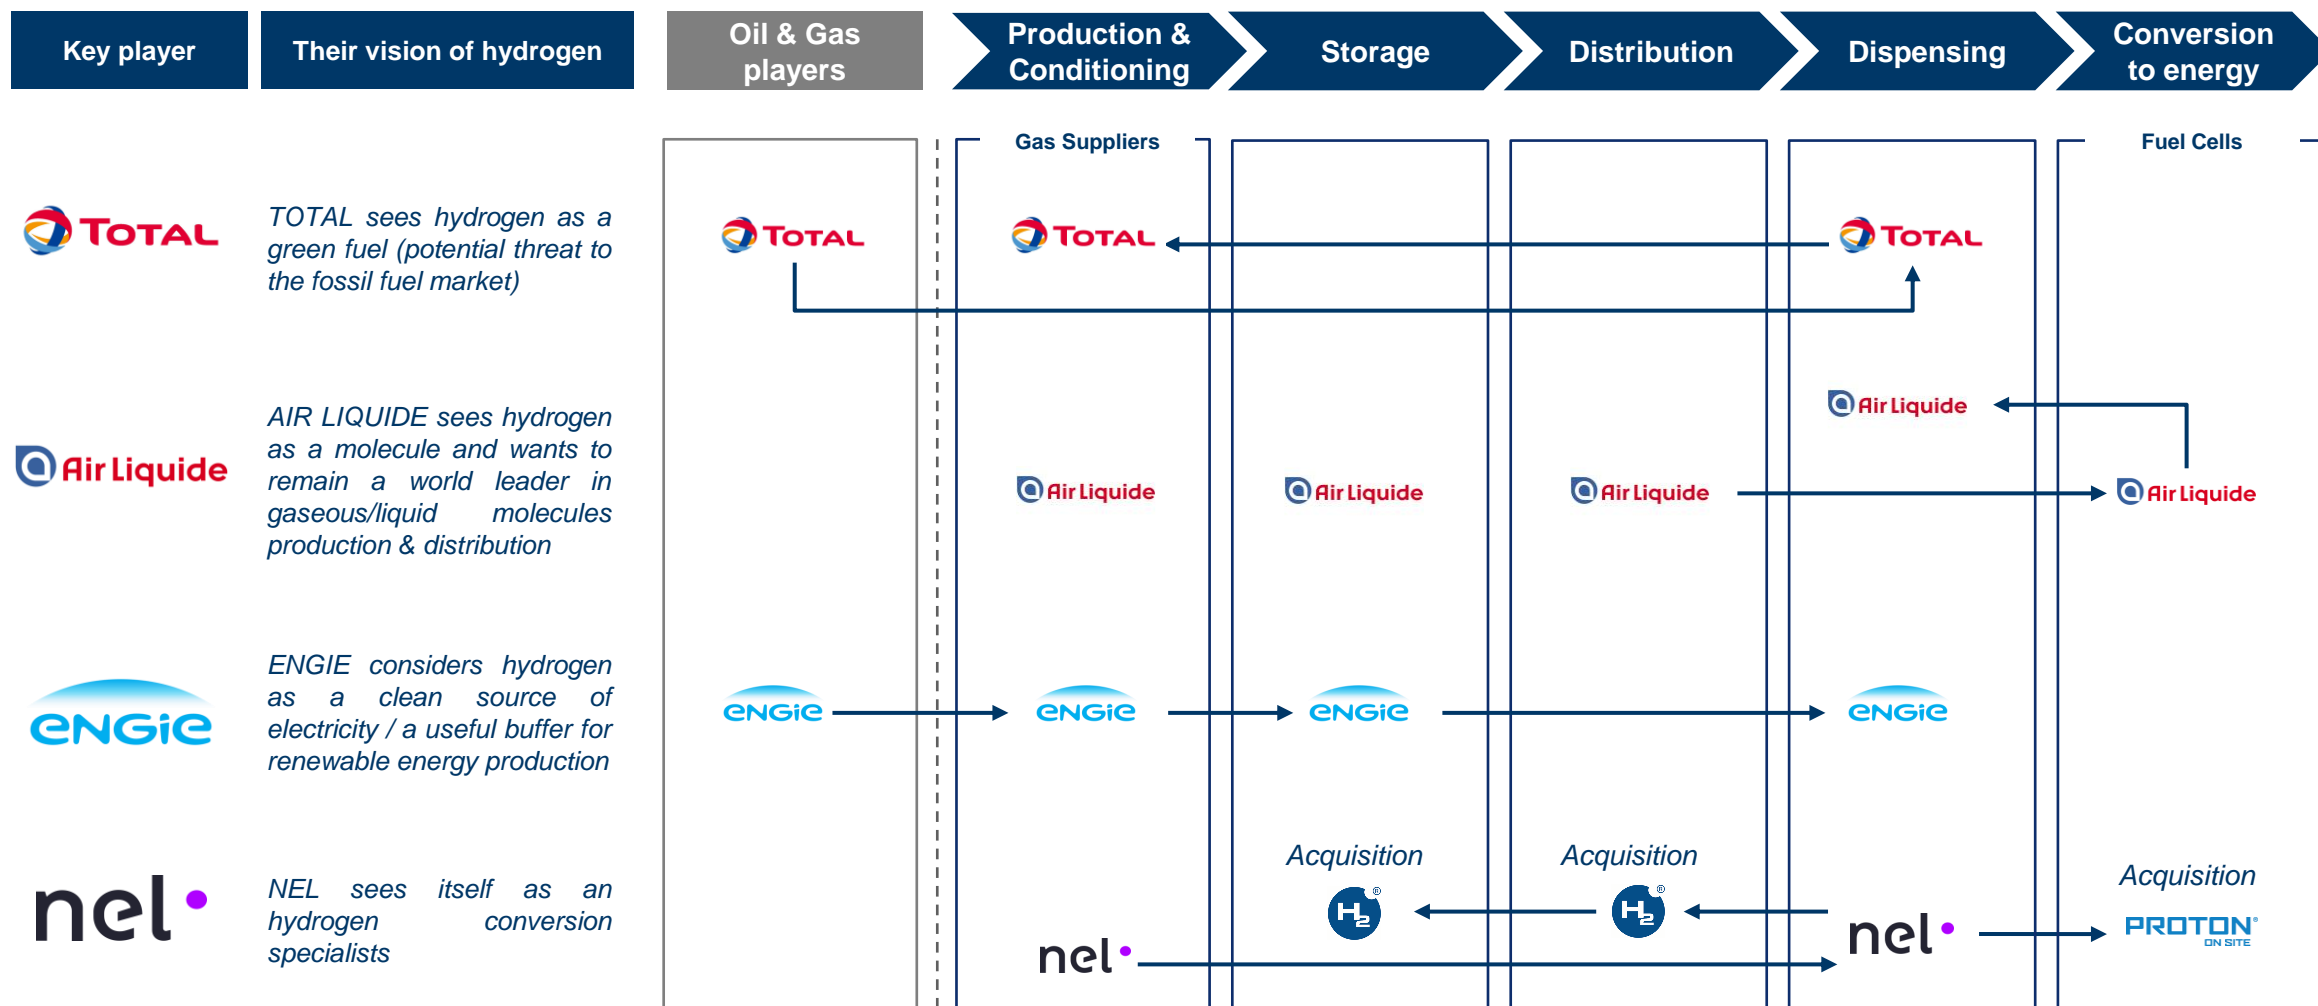 Key player
Their vision of hydrogen
Oil & Gas
players
Production &
Conditioning
Storage
Distribution
Dispensing
Conversion
to energy
Gas Suppliers
Fuel Cells
TOTAL
TOTAL sees hydrogen as a
green fuel (potential threat to
the fossil fuel market)
TOTAL
TOTAL
TOTAL
Air Liquide
AIR LIQUIDE sees hydrogen
as a molecule and wants to
remain a world leader in
gaseous/liquid molecules
production & distribution
Air Liquide
Air Liquide
Air Liquide
Air Liquide
Air Liquide
ENGIE
ENGIE considers hydrogen
as a clean source of
electricity / a useful buffer for
renewable energy production
ENGIE
ENGIE
ENGIE
ENGIE
nel
NEL sees itself as an
hydrogen conversion
specialists
nel
Acquisition
H2®
Acquisition
H2®
nel
Acquisition
PROTON®
ON SITE